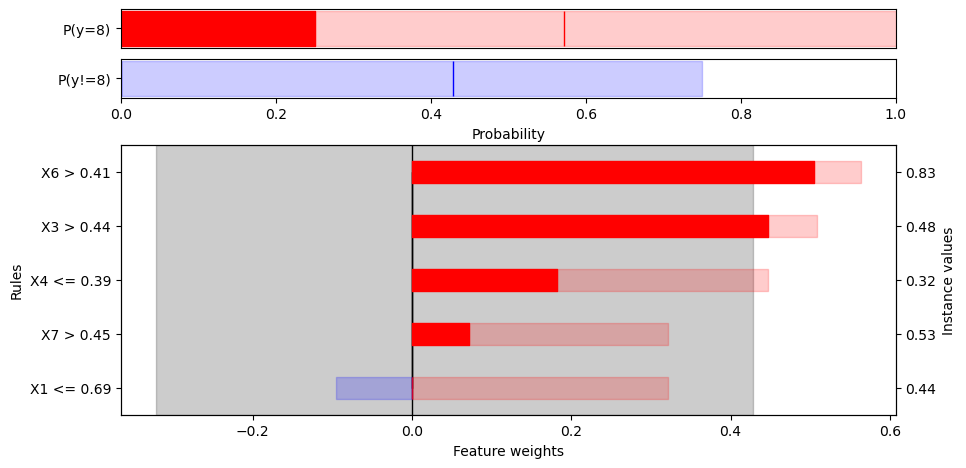 P(y=8)
P(y!=8)
0.0 0.2 0.4 0.6 0.8 1.0
Probability
X6 > 0.41 0.83
X3 > 0.44 0.48
X4 <= 0.39 0.32
X7 > 0.45 0.53
X1 <= 0.69 0.44
Rules
Instance values
−0.2 0.0 0.2 0.4 0.6
Feature weights